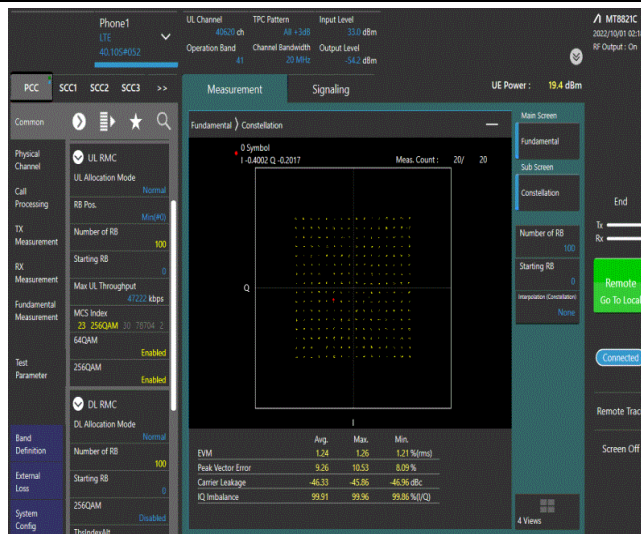 Phone1
LTE
40.10S#052
UL Channel
40620 ch
TPC Pattern
All +3dB
Input Level
33.0 dBm
Operation Band
41
Channel Bandwidth
20 MHz
Output Level
-54.2 dBm
MT8821C
2022/10/01 02:18
RF Output : On
PCC SCC1 SCC2 SCC3 >>
Measurement
Signaling
UE Power : 19.4 dBm
Common
Physical
Channel
Call
Processing
TX
Measurement
RX
Measurement
Fundamental
Measurement
Test
Parameter
Band
Definition
External
Loss
System
Config
UL RMC
UL Allocation Mode
Normal
RB Pos.
Min(#0)
Number of RB
100
Starting RB
0
Max UL Throughput
47222 kbps
MCS Index
23 256QAM 30 78704 2
64QAM
Enabled
256QAM
Enabled
DL RMC
DL Allocation Mode
Normal
Number of RB
100
Starting RB
0
256QAM
Disabled
TbsIndexAlt
Fundamental ⟩ Constellation
0 Symbol
I -0.4002 Q -0.2017
Meas. Count : 20/ 20
Q
I
Avg. Max. Min.
EVM 1.24 1.26 1.21 %(rms)
Peak Vector Error 9.26 10.53 8.09 %
Carrier Leakage -46.33 -45.86 -46.96 dBc
IQ Imbalance 99.91 99.96 99.86 %(I/Q)
Main Screen
Fundamental
Sub Screen
Constellation
Number of RB
100
Starting RB
0
Interpolation (Constellation)
None
4 Views
End
Tx
Rx
Remote
Go To Local
Connected
Remote Trac
Screen Off